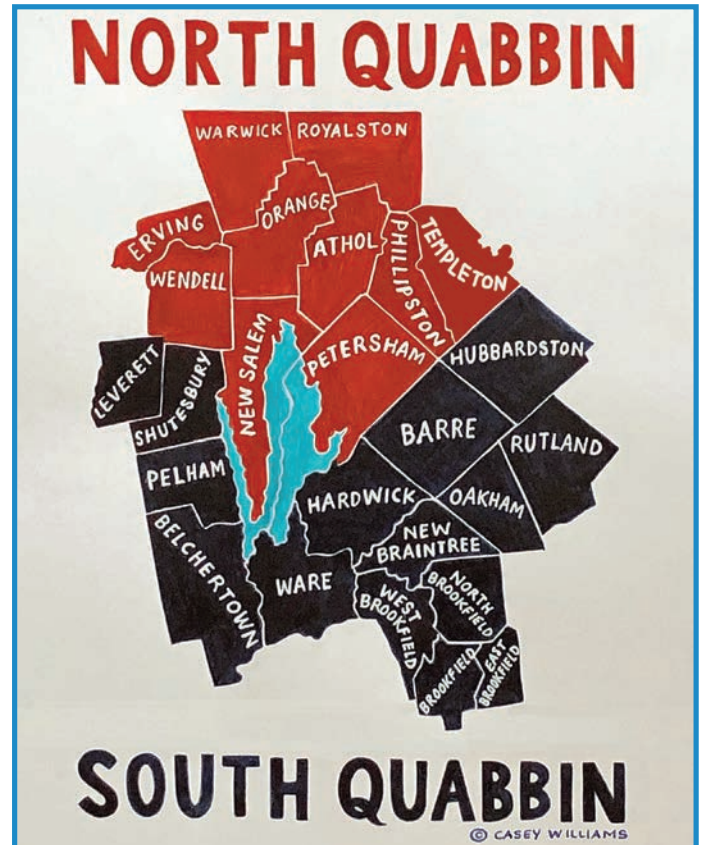 NORTH QUABBIN
WARWICK
ROYALSTON
ORANGE
ERVING
ATHOL
PHILLIPSTON
TEMPLETON
WENDELL
NEW SALEM
PETERSHAM
HUBBARDSTON
LEVERETT
SHUTESBURY
BARRE
RUTLAND
PELHAM
HARDWICK
OAKHAM
NEW
BRAINTREE
BELCHERTOWN
WARE
WEST
BROOKFIELD
NORTH
BROOKFIELD
BROOKFIELD
EAST
BROOKFIELD
SOUTH QUABBIN
© CASEY WILLIAMS